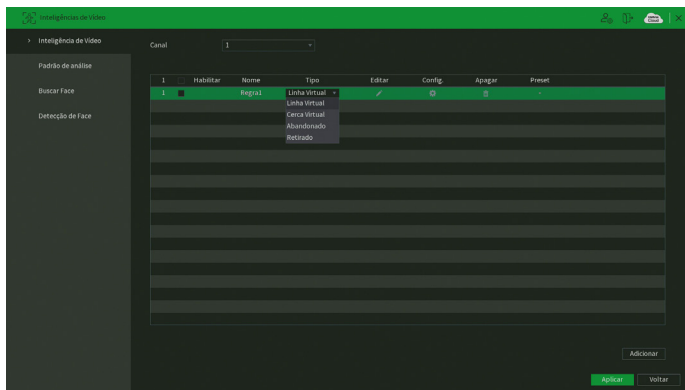 Inteligências de Vídeo
> Inteligência de Vídeo
Padrão de análise
Buscar Face
Detecção de Face
Canal 1
1 Habilitar Nome Tipo Editar Config. Apagar Preset
1 Regra1 Linha Virtual -
Linha Virtual
Cerca Virtual
Abandonado
Retirado
Adicionar
Aplicar Voltar